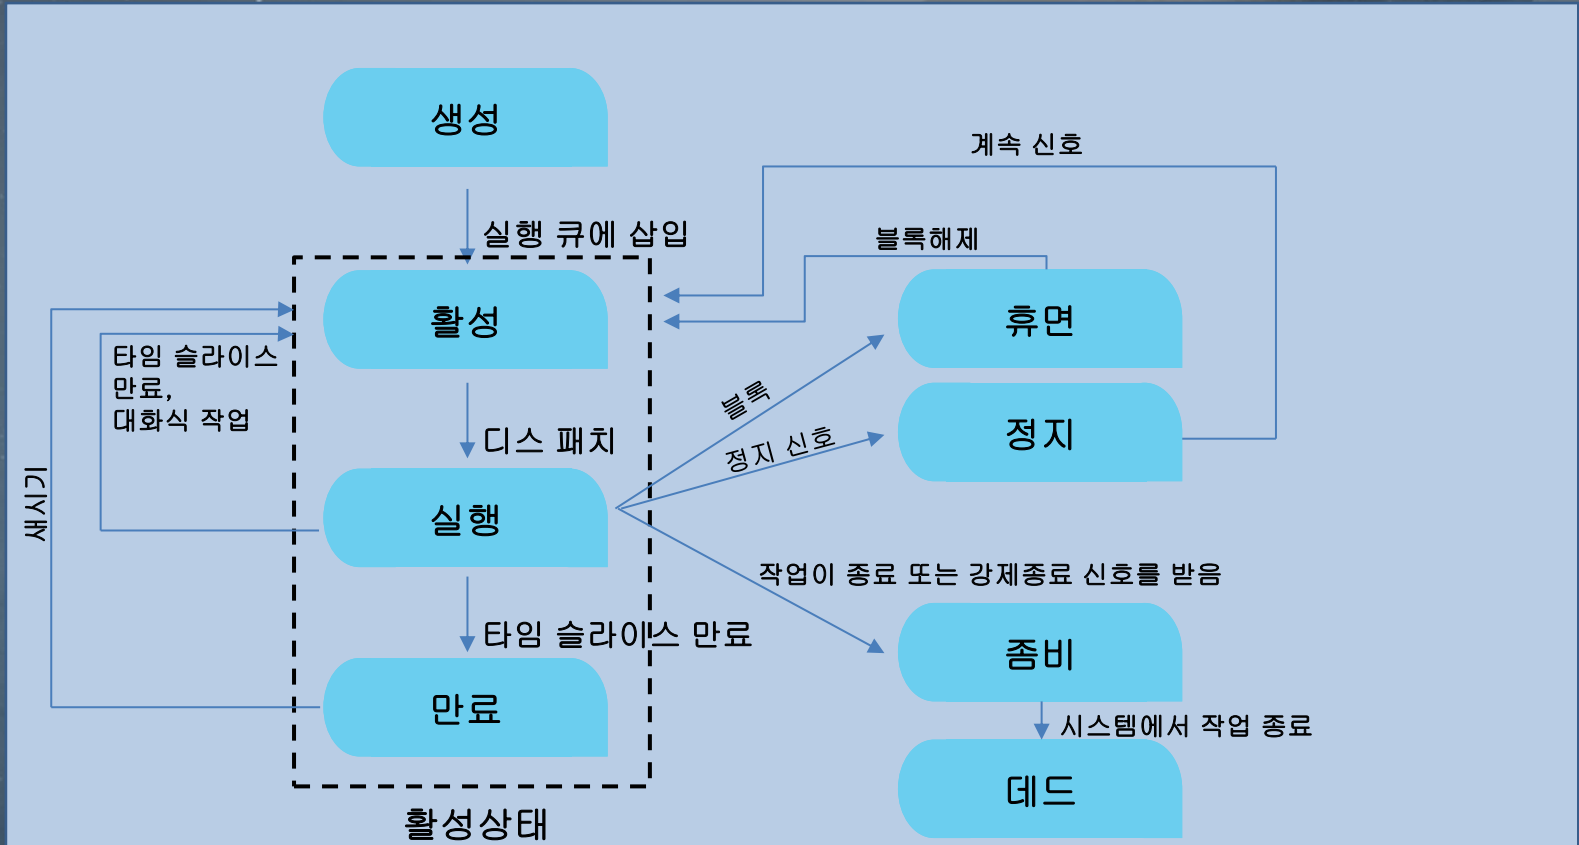 생성
계속 신호
실행 큐에 삽입
블록해제
활성
휴면
타임 슬라이스
만료,
대화식 작업
블록
디스 패치
정지 신호
정지
새시기
실행
작업이 종료 또는 강제종료 신호를 받음
타임 슬라이스 만료
좀비
만료
시스템에서 작업 종료
데드
활성상태